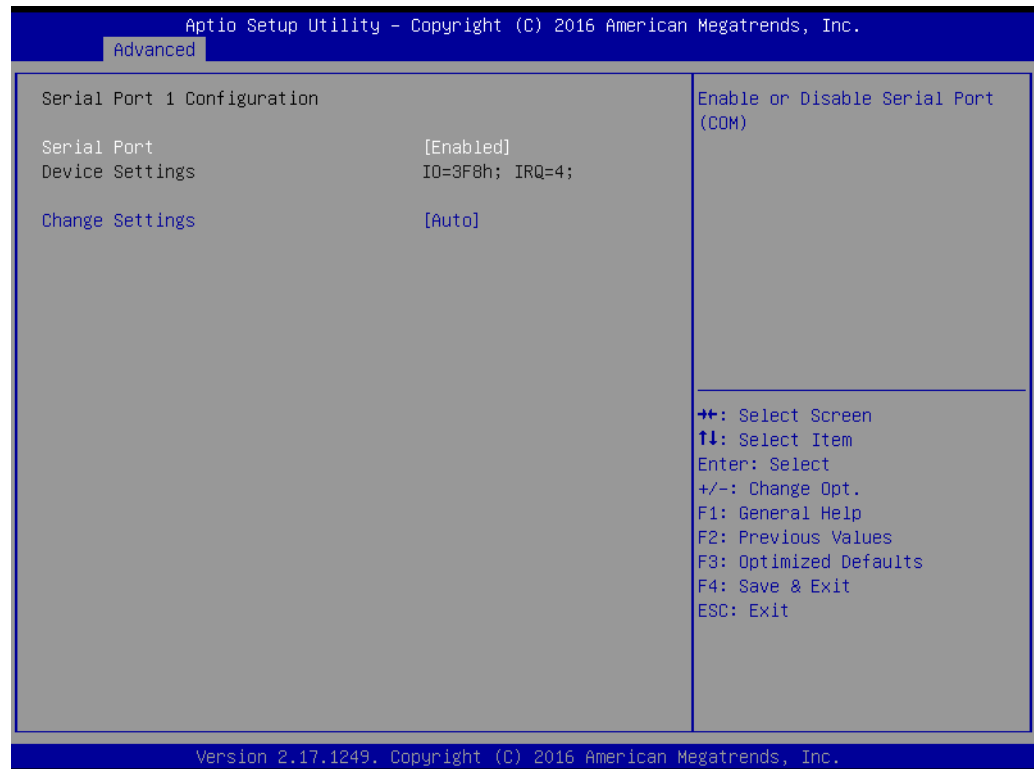 Aptio Setup Utility – Copyright (C) 2016 American Megatrends, Inc.
Advanced
Serial Port 1 Configuration
Serial Port [Enabled]
Device Settings IO=3F8h; IRQ=4;
Change Settings [Auto]
Enable or Disable Serial Port
(COM)
→←: Select Screen
↑↓: Select Item
Enter: Select
+/-: Change Opt.
F1: General Help
F2: Previous Values
F3: Optimized Defaults
F4: Save & Exit
ESC: Exit
Version 2.17.1249. Copyright (C) 2016 American Megatrends, Inc.